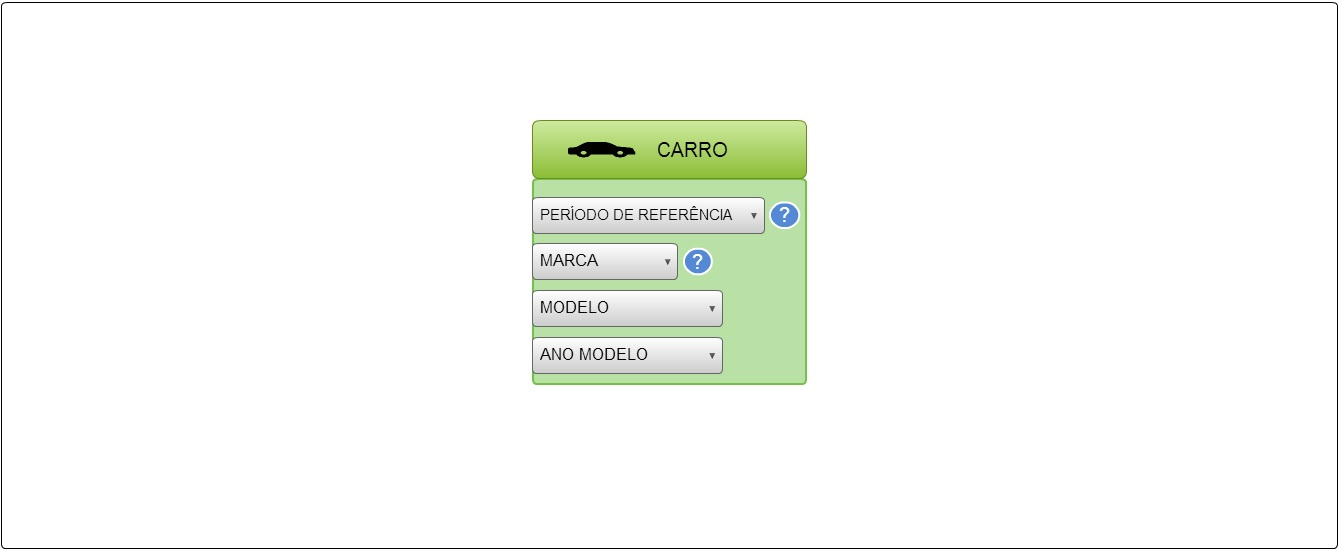 CARRO
PERÍODO DE REFERÊNCIA
?
MARCA
?
MODELO
ANO MODELO